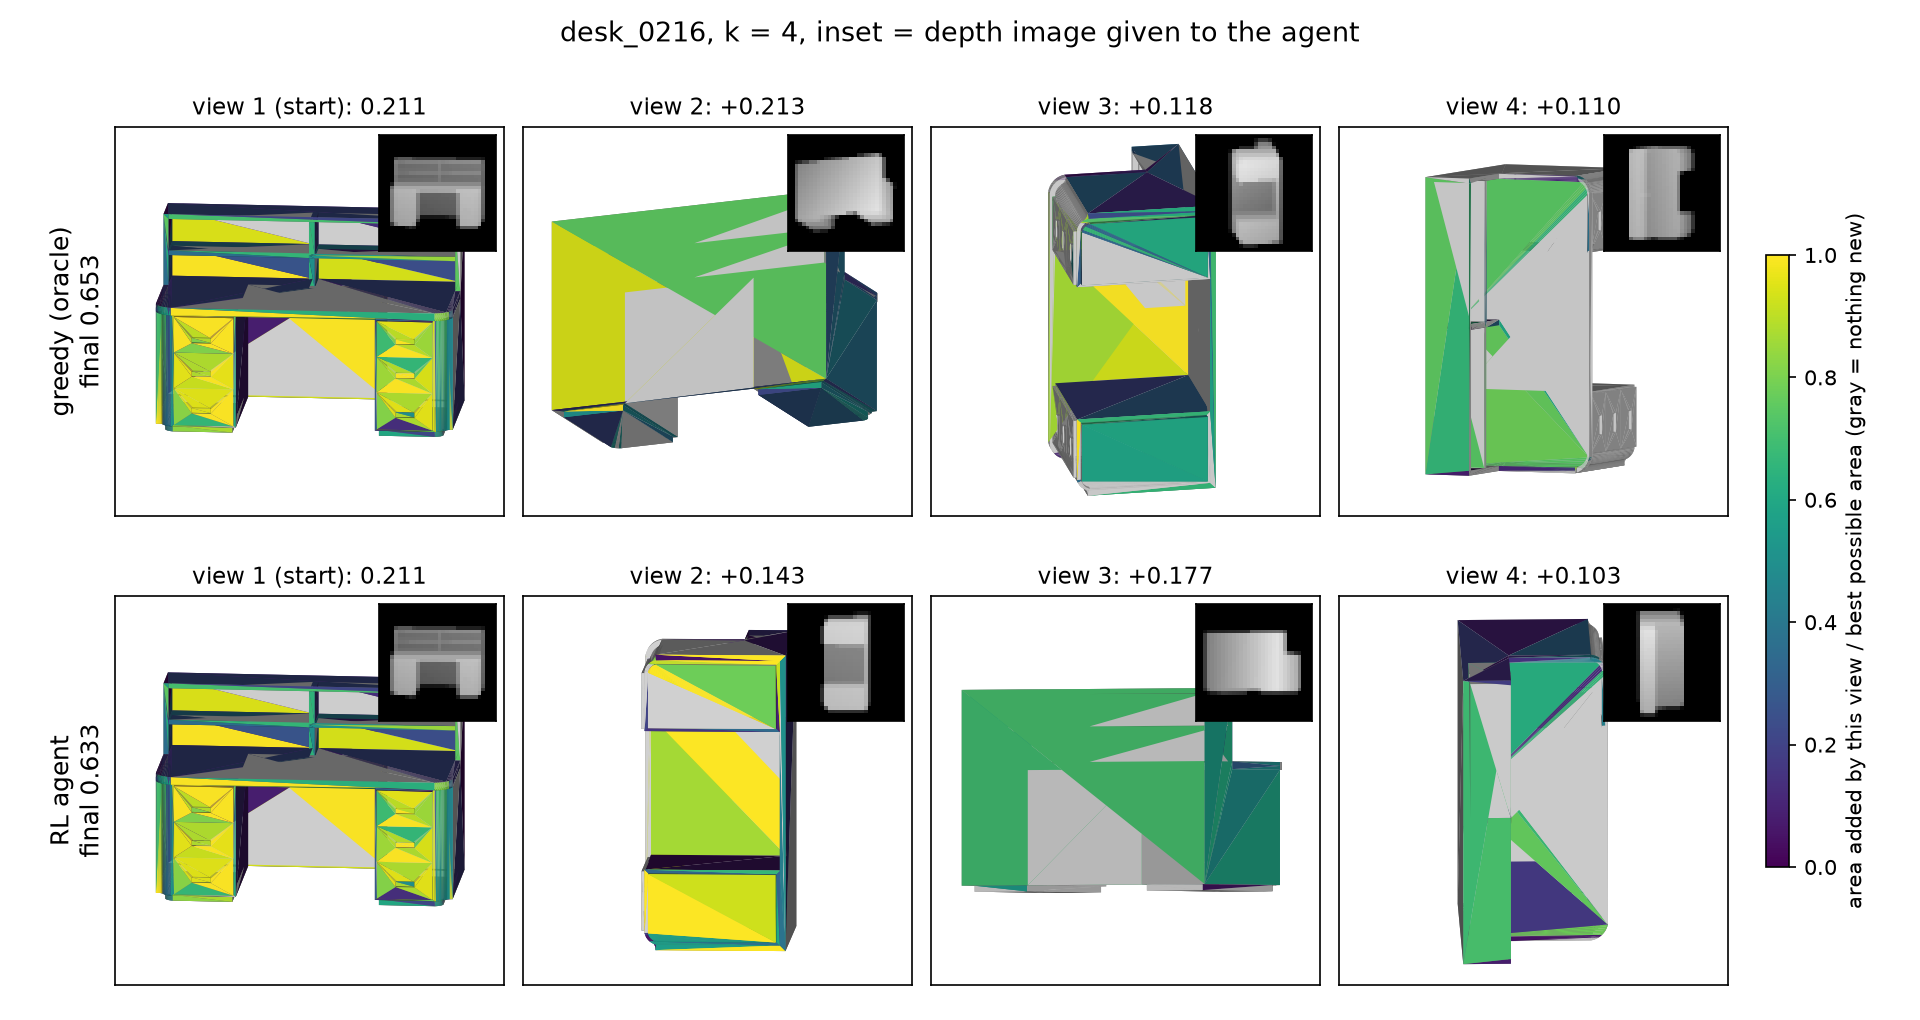 desk_0216, k = 4, inset = depth image given to the agent
view 1 (start): 0.211
view 2: +0.213
view 3: +0.118
view 4: +0.110
greedy (oracle)
final 0.653
view 1 (start): 0.211
view 2: +0.143
view 3: +0.177
view 4: +0.103
RL agent
final 0.633
1.0
0.8
0.6
0.4
0.2
0.0
area added by this view / best possible area (gray = nothing new)